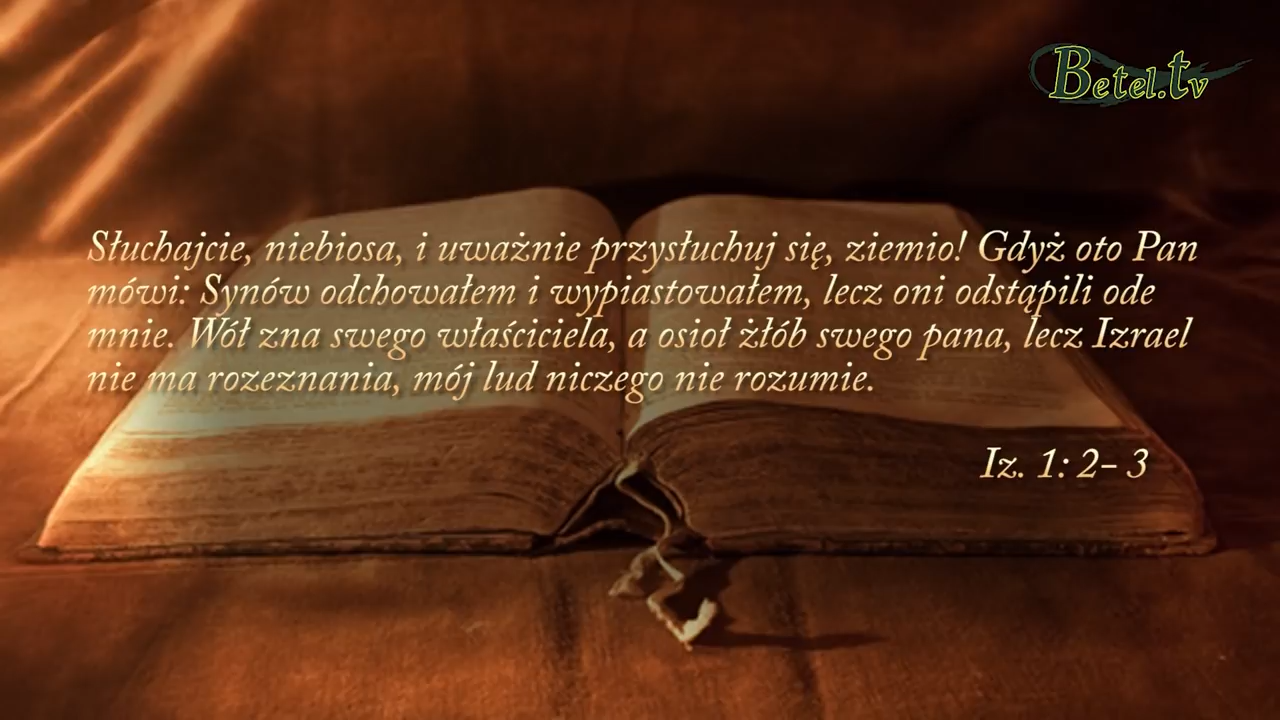 Betel.tv
Słuchajcie, niebiosa, i uważnie przysłuchuj się, ziemio! Gdyż oto Pan
mówi: Synów odchowałem i wypiastowałem, lecz oni odstąpili ode
mnie. Wół zna swego właściciela, a osioł żłób swego pana, lecz Izrael
nie ma rozeznania, mój lud niczego nie rozumie.
Iz. 1: 2– 3